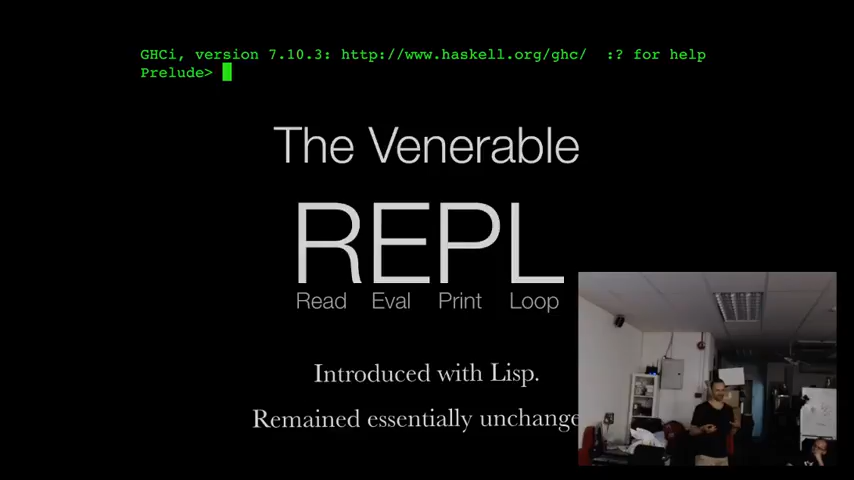 GHCi, version 7.10.3: http://www.haskell.org/ghc/  :? for help
Prelude>
The Venerable
REPL
Read Eval Print Loop
Introduced with Lisp.
Remained essentially unchange